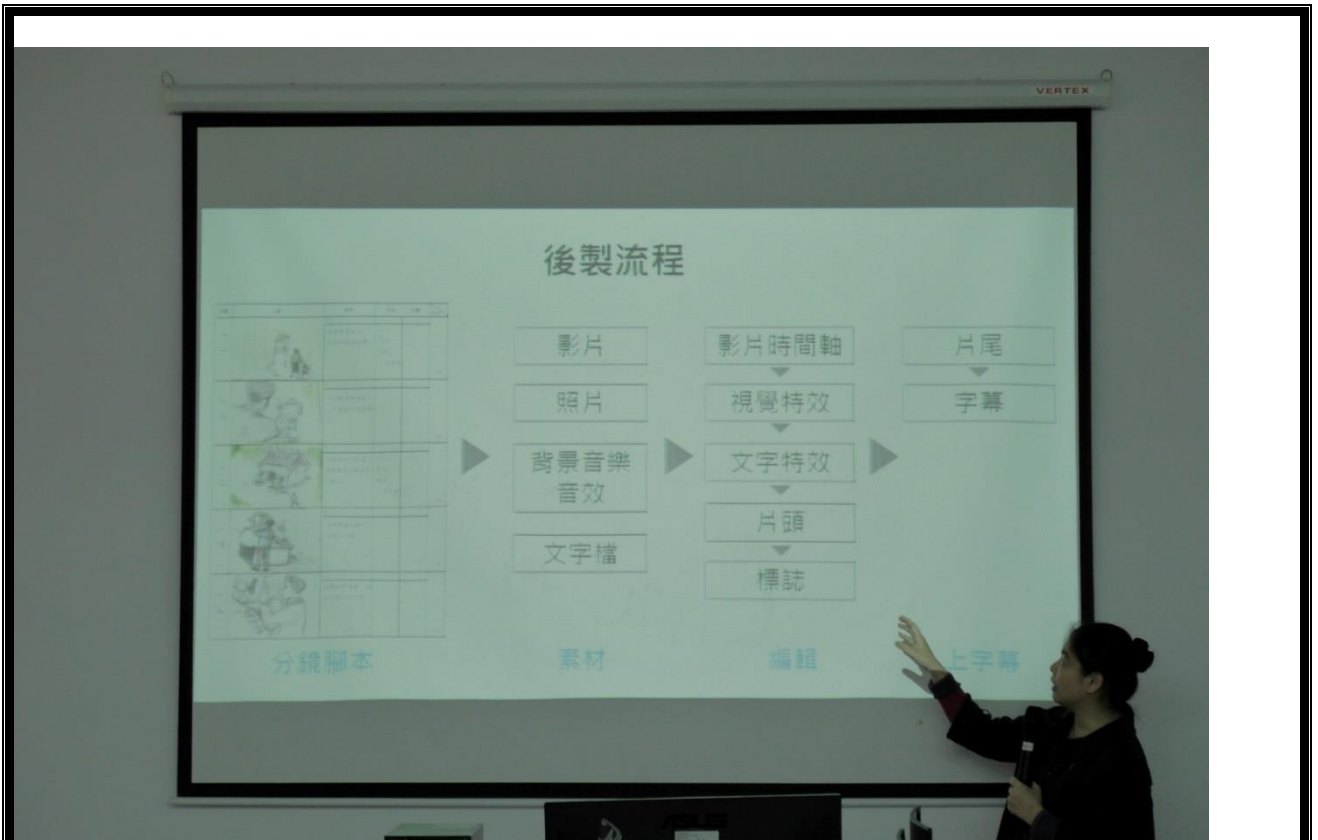 VERTEX
後製流程
影片
照片
背景音樂
音效
文字檔
影片時間軸
視覺特效
文字特效
片頭
標誌
片尾
字幕
分鏡腳本
素材
編輯
上字幕
ASUS